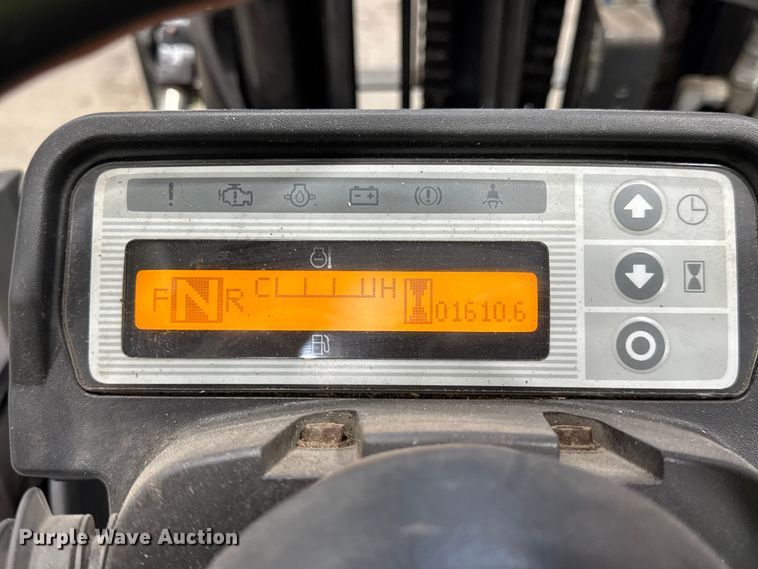 F N R C H 01610.6
Purple Wave Auction